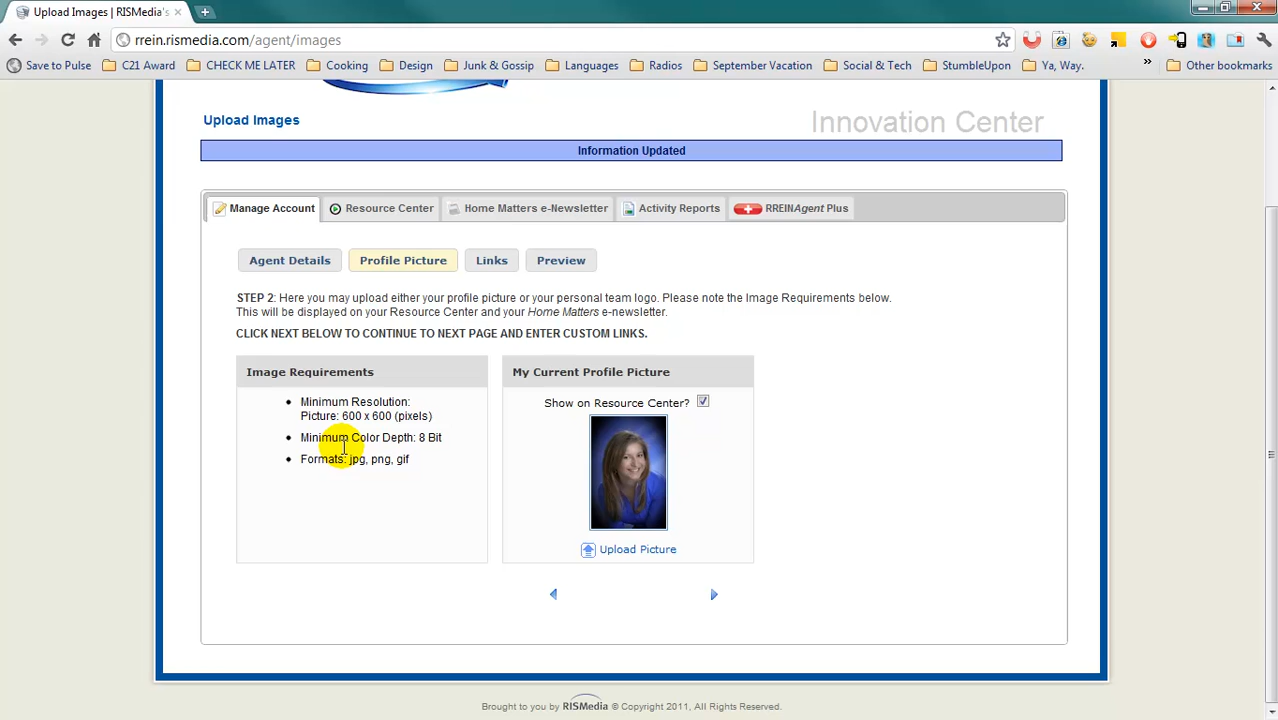 Upload Images | RISMedia's
rrein.rismedia.com/agent/images
Save to Pulse C21 Award CHECK ME LATER Cooking Design Junk & Gossip Languages Radios September Vacation Social & Tech StumbleUpon Ya, Way. » Other bookmarks
Upload Images
Innovation Center
Information Updated
Manage Account Resource Center Home Matters e-Newsletter Activity Reports RREINAgent Plus
Agent Details Profile Picture Links Preview
STEP 2: Here you may upload either your profile picture or your personal team logo. Please note the Image Requirements below.
This will be displayed on your Resource Center and your Home Matters e-newsletter.
CLICK NEXT BELOW TO CONTINUE TO NEXT PAGE AND ENTER CUSTOM LINKS.
Image Requirements
Minimum Resolution:
Picture: 600 x 600 (pixels)
Minimum Color Depth: 8 Bit
Formats: jpg, png, gif
My Current Profile Picture
Show on Resource Center?
Upload Picture
Brought to you by RISMedia © Copyright 2011, All Rights Reserved.